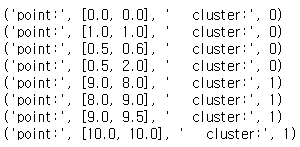 ('point:', [0.0, 0.0], '   cluster:', 0)
('point:', [1.0, 1.0], '   cluster:', 0)
('point:', [0.5, 0.6], '   cluster:', 0)
('point:', [0.5, 2.0], '   cluster:', 0)
('point:', [9.0, 8.0], '   cluster:', 1)
('point:', [8.0, 9.0], '   cluster:', 1)
('point:', [9.0, 9.5], '   cluster:', 1)
('point:', [10.0, 10.0], '   cluster:', 1)